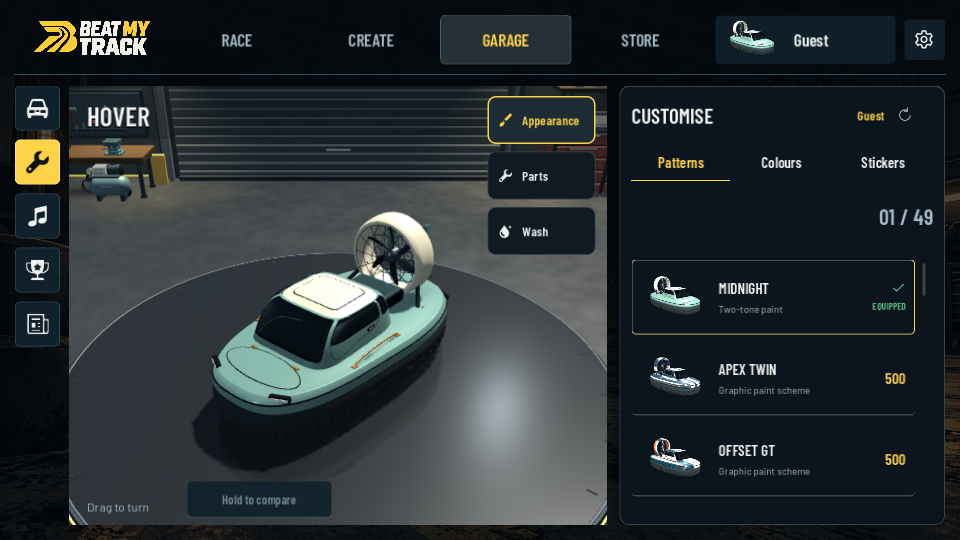 BEAT MY
TRACK
RACE
CREATE
GARAGE
STORE
Guest
HOVER
Appearance
Parts
Wash
Drag to turn
Hold to compare
CUSTOMISE
Guest
Patterns
Colours
Stickers
01 / 49
MIDNIGHT
Two-tone paint
EQUIPPED
APEX TWIN
Graphic paint scheme
500
OFFSET GT
Graphic paint scheme
500